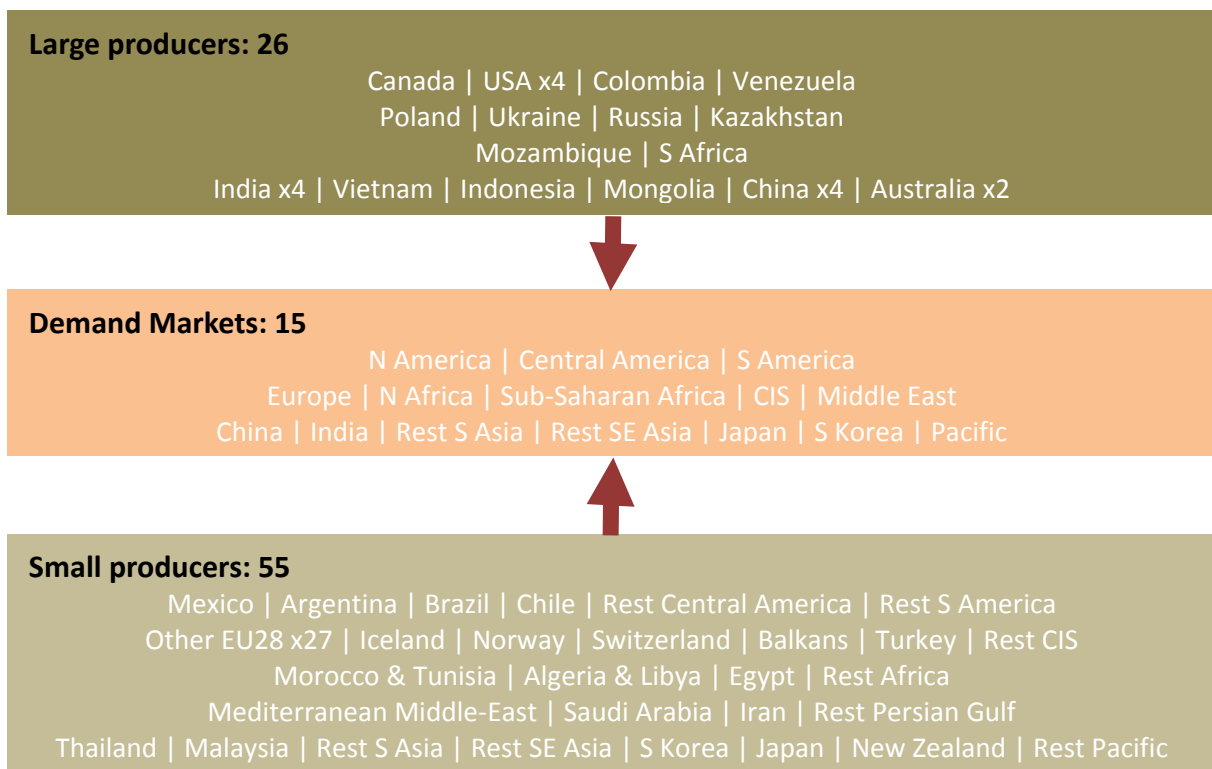 Large producers: 26
Canada | USA x4 | Colombia | Venezuela
Poland | Ukraine | Russia | Kazakhstan
Mozambique | S Africa
India x4 | Vietnam | Indonesia | Mongolia | China x4 | Australia x2
Demand Markets: 15
N America | Central America | S America
Europe | N Africa | Sub-Saharan Africa | CIS | Middle East
China | India | Rest S Asia | Rest SE Asia | Japan | S Korea | Pacific
Small producers: 55
Mexico | Argentina | Brazil | Chile | Rest Central America | Rest S America
Other EU28 x27 | Iceland | Norway | Switzerland | Balkans | Turkey | Rest CIS
Morocco & Tunisia | Algeria & Libya | Egypt | Rest Africa
Mediterranean Middle-East | Saudi Arabia | Iran | Rest Persian Gulf
Thailand | Malaysia | Rest S Asia | Rest SE Asia | S Korea | Japan | New Zealand | Rest Pacific